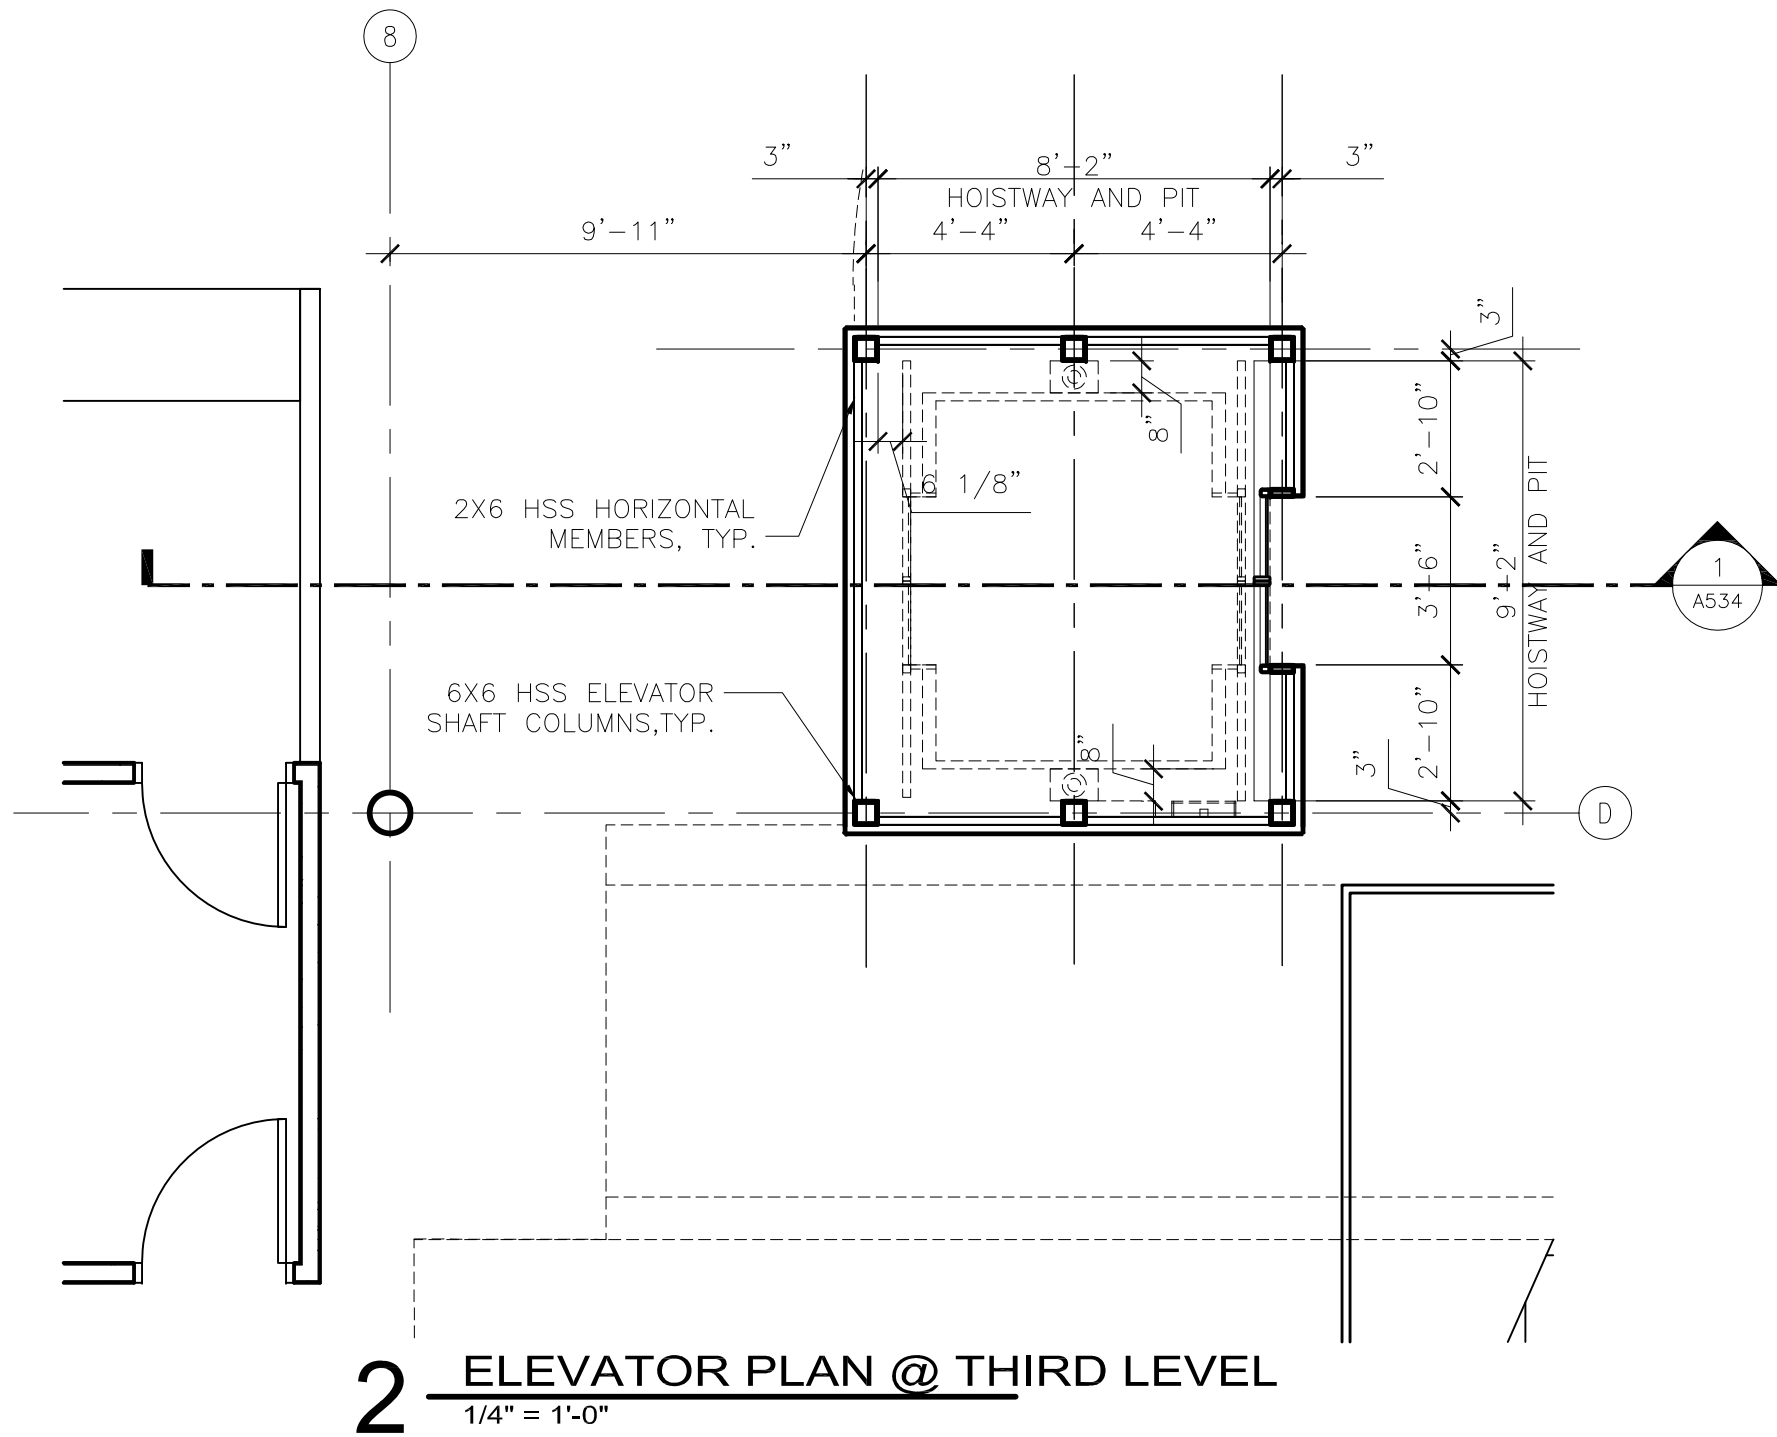 8
3” 8’–2” 3”
HOISTWAY AND PIT
9’–11” 4’–4” 4’–4”
3”
2’–10”
8”
6 1/8”
2X6 HSS HORIZONTAL
MEMBERS, TYP.
HOISTWAY AND PIT
9’–2”
3’–6”
1
A534
6X6 HSS ELEVATOR
SHAFT COLUMNS,TYP.
8”
3”
2’–10”
D
2 ELEVATOR PLAN @ THIRD LEVEL
1/4" = 1'-0"